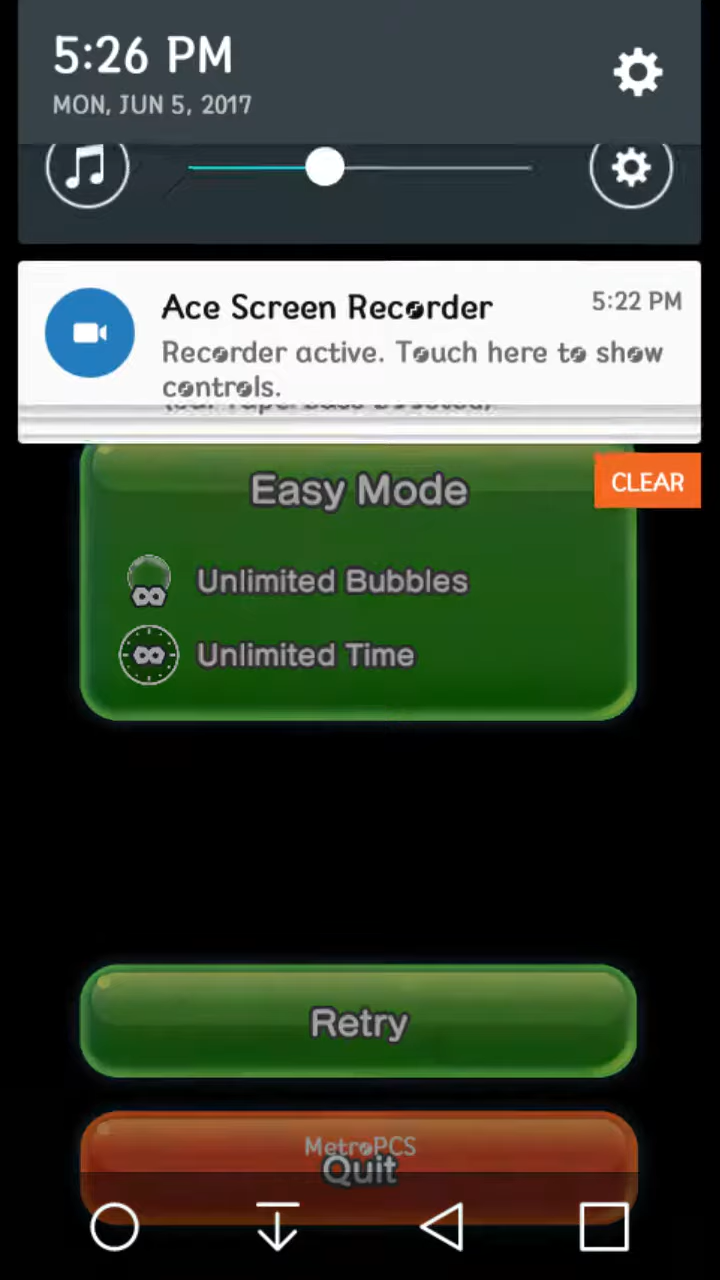 5:26 PM
MON, JUN 5, 2017
Ace Screen Recorder
5:22 PM
Recorder active. Touch here to show
controls.
CLEAR
Easy Mode
Unlimited Bubbles
Unlimited Time
Retry
MetroPCS
Quit